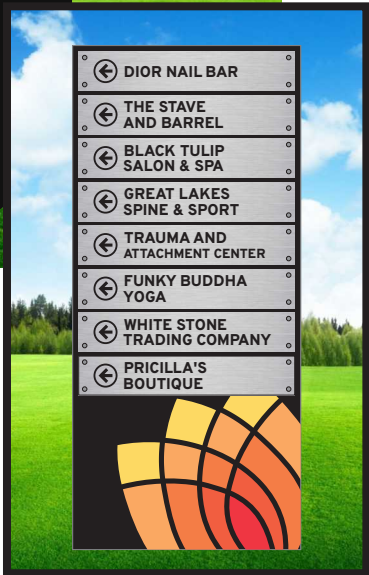 DIOR NAIL BAR
THE STAVE
AND BARREL
BLACK TULIP
SALON & SPA
GREAT LAKES
SPINE & SPORT
TRAUMA AND
ATTACHMENT CENTER
FUNKY BUDDHA
YOGA
WHITE STONE
TRADING COMPANY
PRICILLA'S
BOUTIQUE